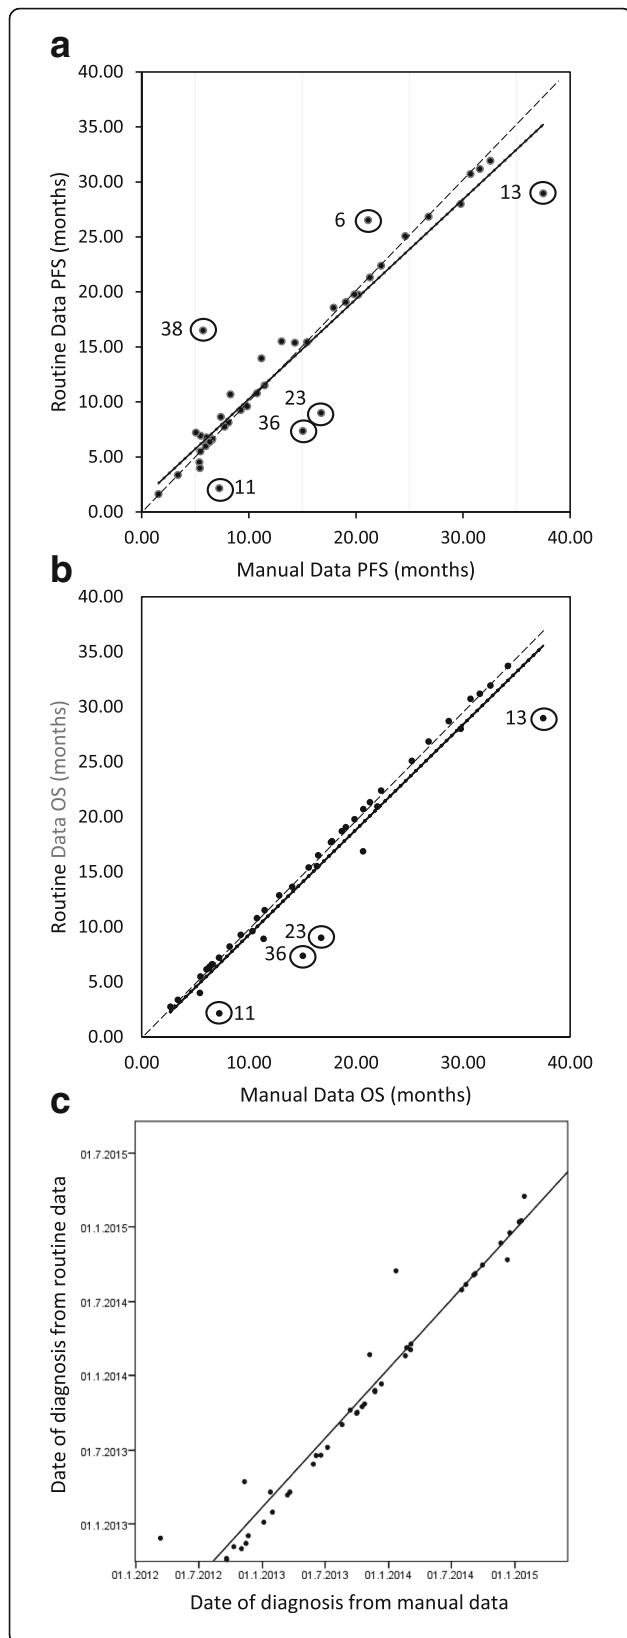 a
40.00
35.00
30.00
25.00
20.00
15.00
10.00
5.00
0.00
Routine Data PFS (months)
13
6
38
23
36
11
0.00 10.00 20.00 30.00 40.00
Manual Data PFS (months)
b
40.00
35.00
30.00
25.00
20.00
15.00
10.00
5.00
0.00
Routine Data OS (months)
13
23
36
11
0.00 10.00 20.00 30.00 40.00
Manual Data OS (months)
c
01.7.2015
01.1.2015
01.7.2014
01.1.2014
01.7.2013
01.1.2013
Date of diagnosis from routine data
01.1.2012 01.7.2012 01.1.2013 01.7.2013 01.1.2014 01.7.2014 01.1.2015
Date of diagnosis from manual data